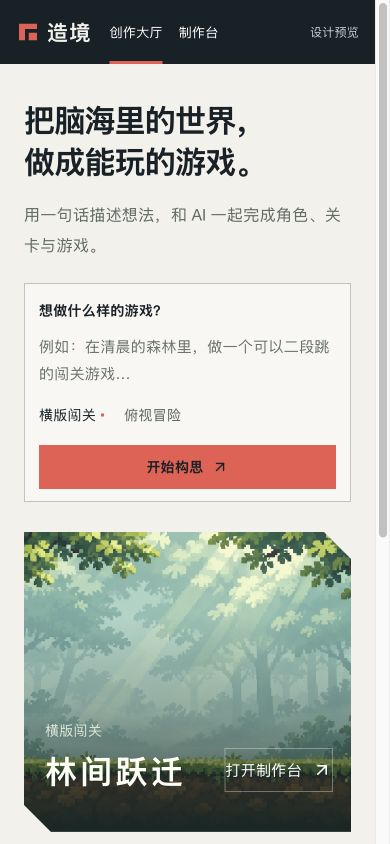 造境 创作大厅 制作台 设计预览
把脑海里的世界，
做成能玩的游戏。
用一句话描述想法，和 AI 一起完成角色、关
卡与游戏。
想做什么样的游戏？
例如：在清晨的森林里，做一个可以二段跳
的闯关游戏…
横版闯关 俯视冒险
开始构思
横版闯关
林间跃迁 打开制作台